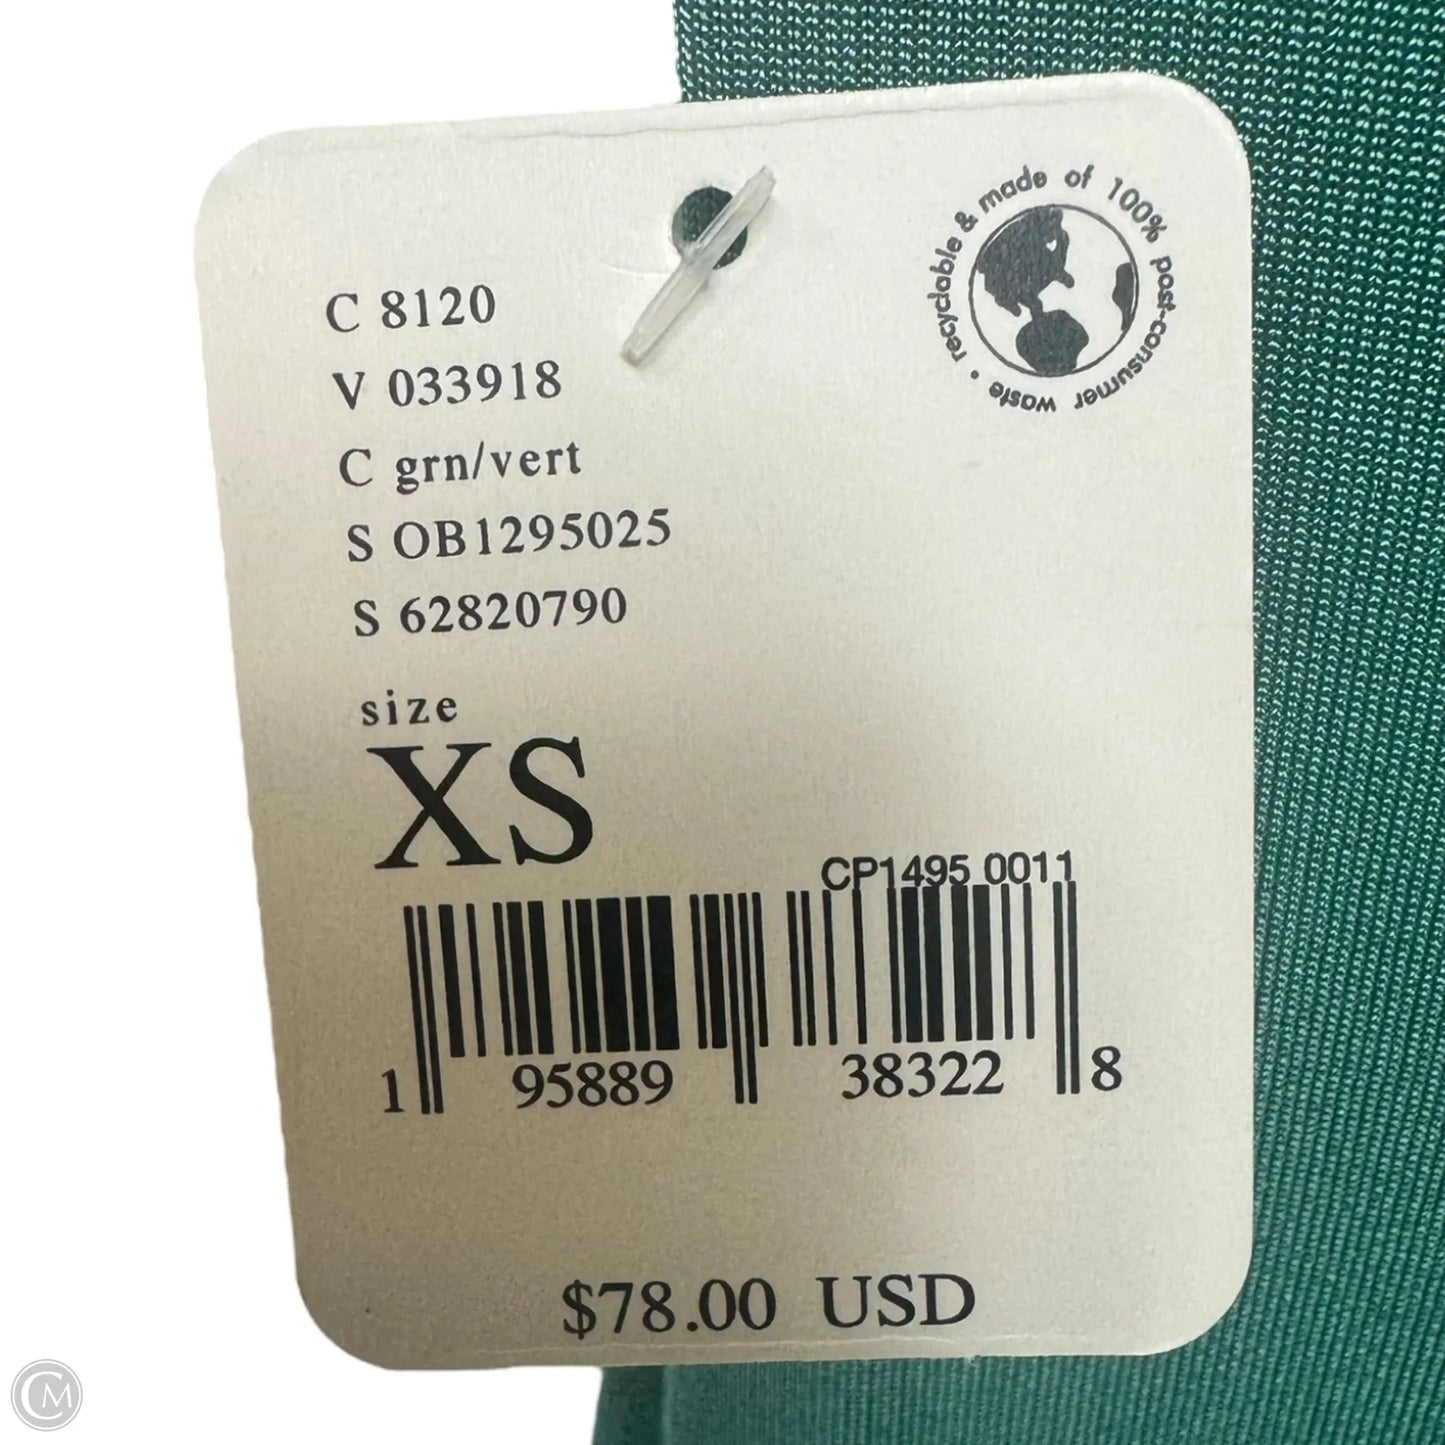 recyclable & made of 100% post-consumer waste •
C 8120
V 033918
C grn/vert
S OB1295025
S 62820790
size
XS
CP1495 0011
1 95889 38322 8
$78.00 USD
CM